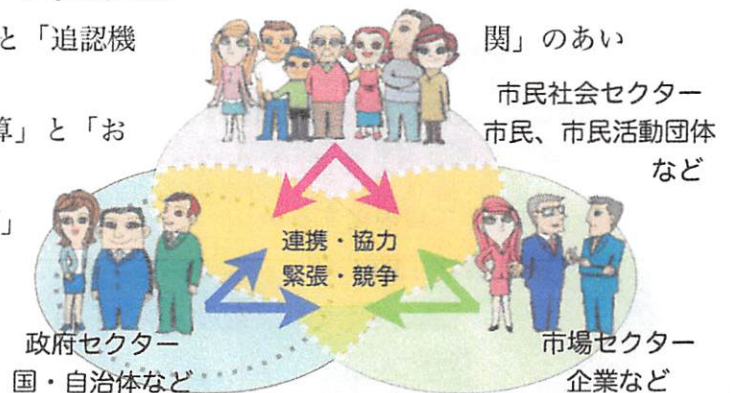 と「追認機
関」のあい
市民社会セクター
算」と「お
市民、市民活動団体
など
」
連携・協力
緊張・競争
政府セクター
国・自治体など
市場セクター
企業など